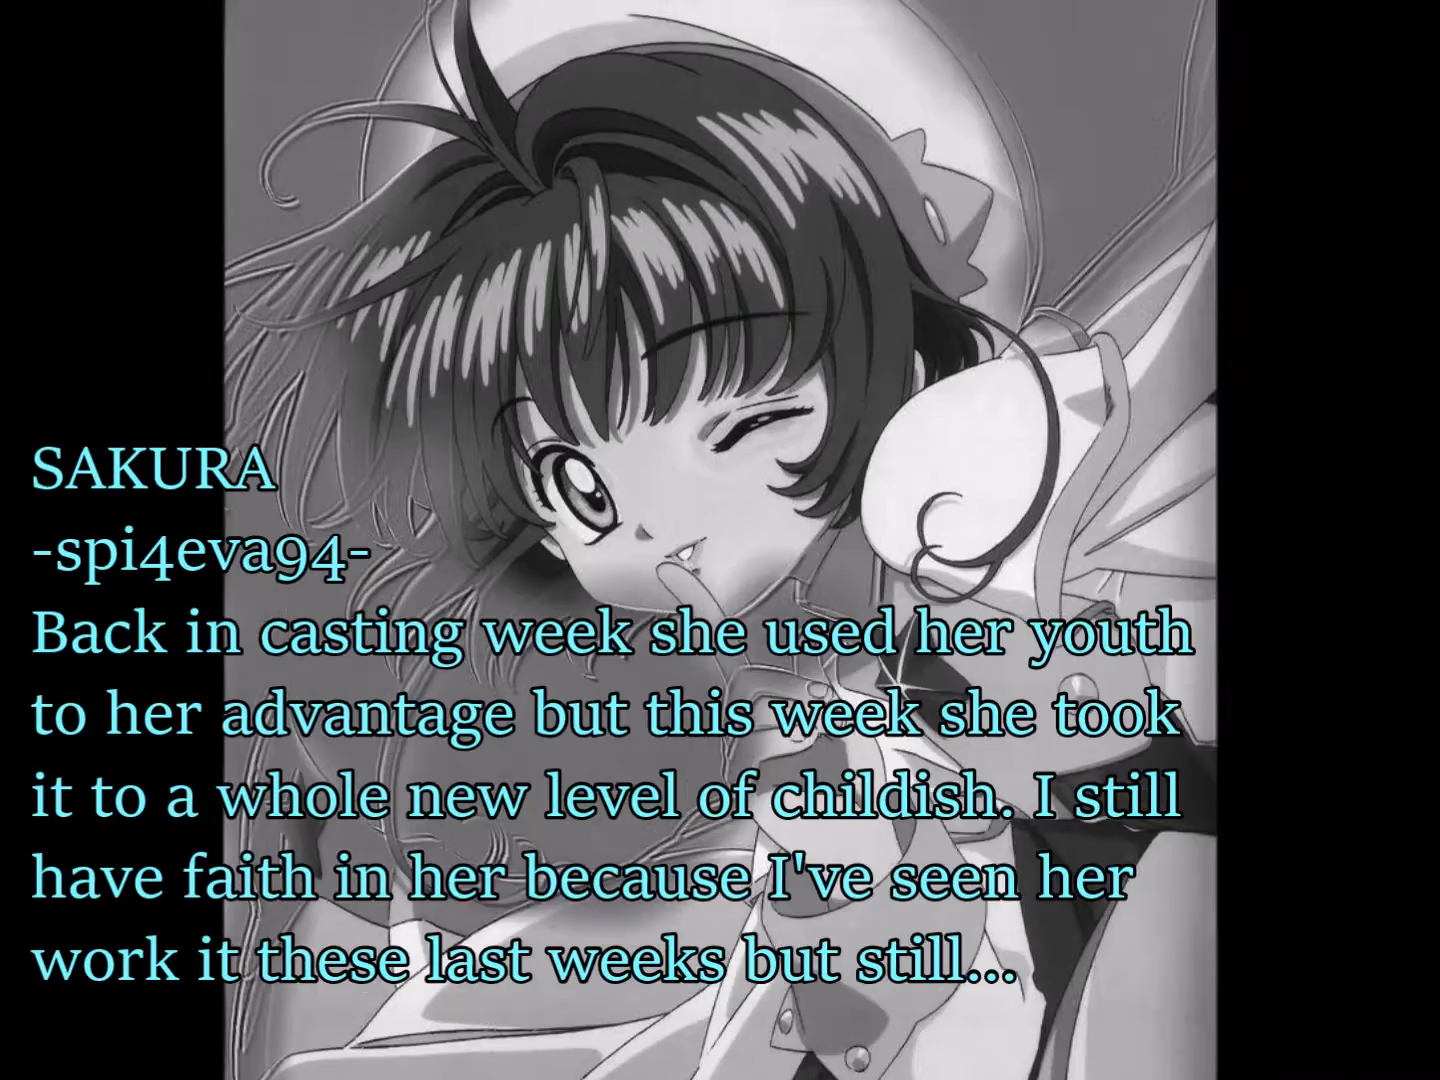 SAKURA
-spi4eva94-
Back in casting week she used her youth
to her advantage but this week she took
it to a whole new level of childish. I still
have faith in her because I've seen her
work it these last weeks but still...